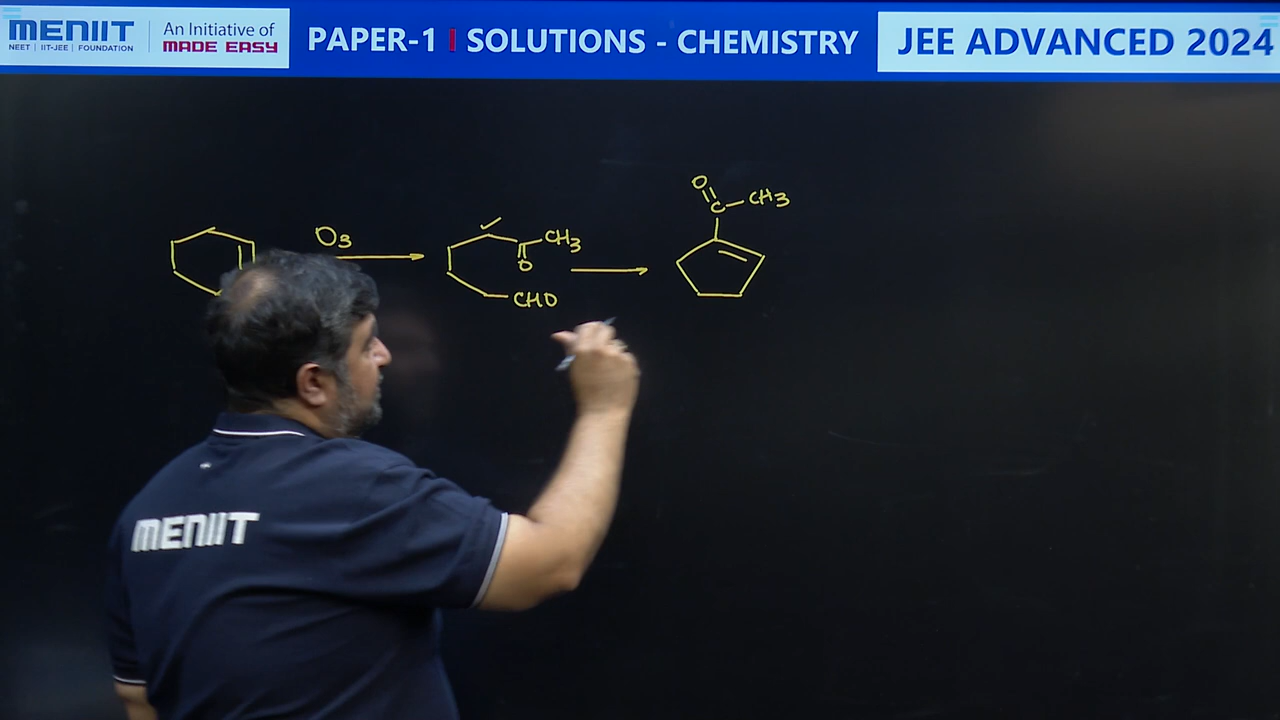 MENIIT
NEET | IIT-JEE | FOUNDATION
An Initiative of
MADE EASY
PAPER-1 | SOLUTIONS - CHEMISTRY
JEE ADVANCED 2024
O
C-CH3
O3
CH3
O
CHO
MENIIT